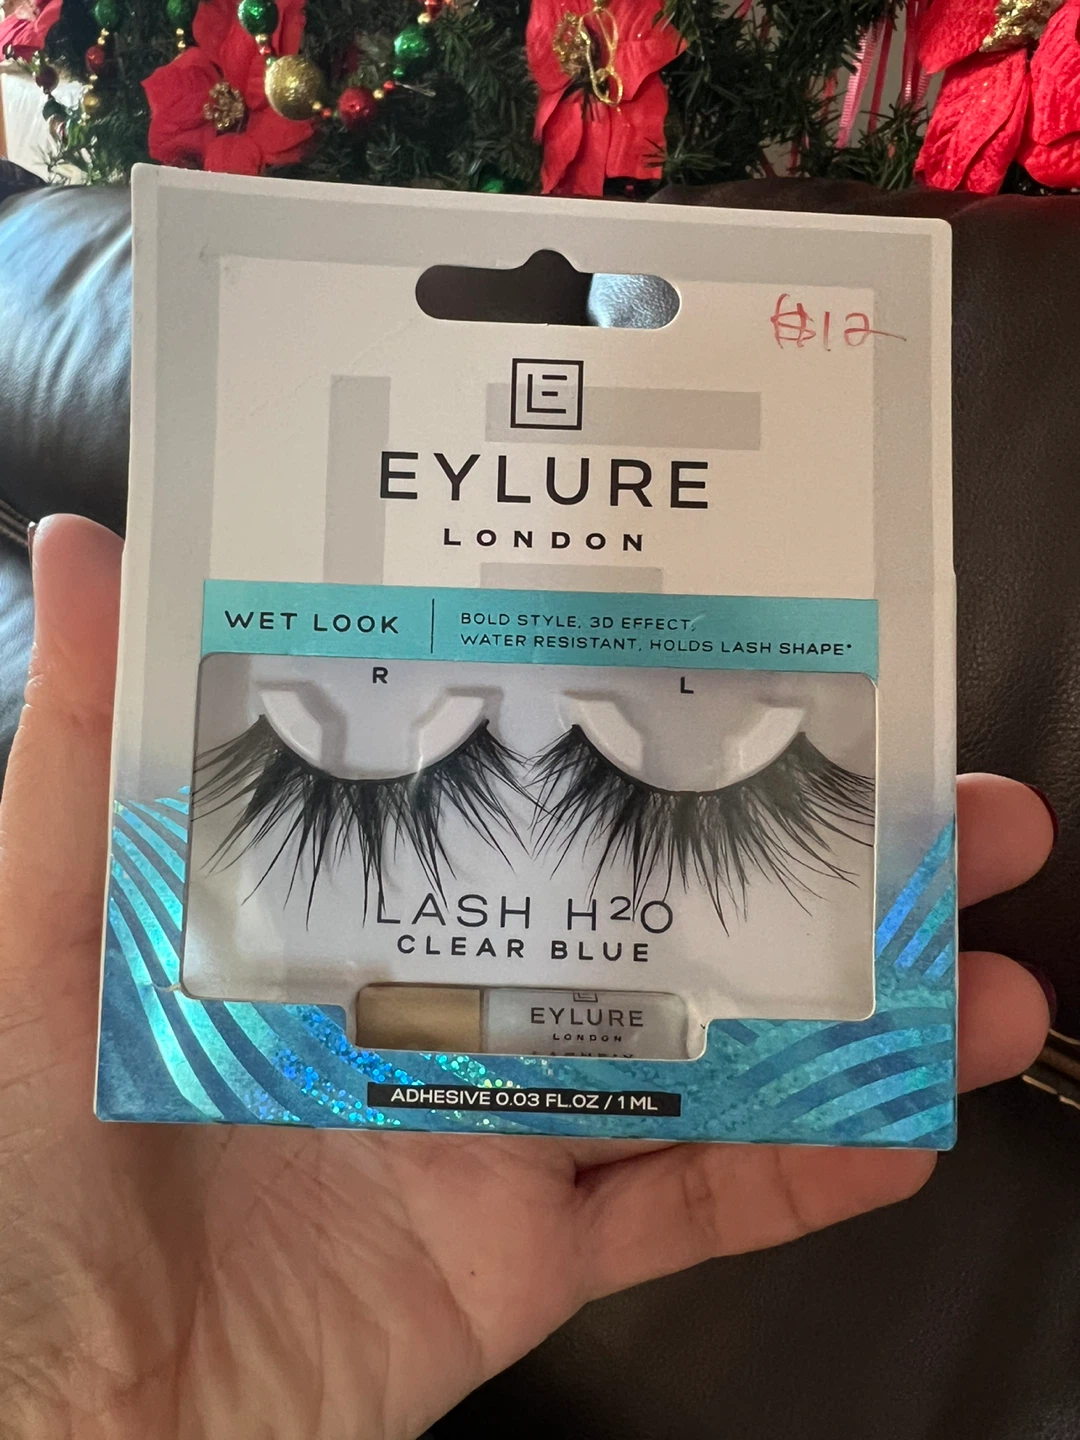 $12
EYLURE
LONDON
WET LOOK
BOLD STYLE, 3D EFFECT,
WATER RESISTANT, HOLDS LASH SHAPE*
R
L
LASH H2O
CLEAR BLUE
EYLURE
LONDON
ADHESIVE 0.03 FL.OZ / 1 ML